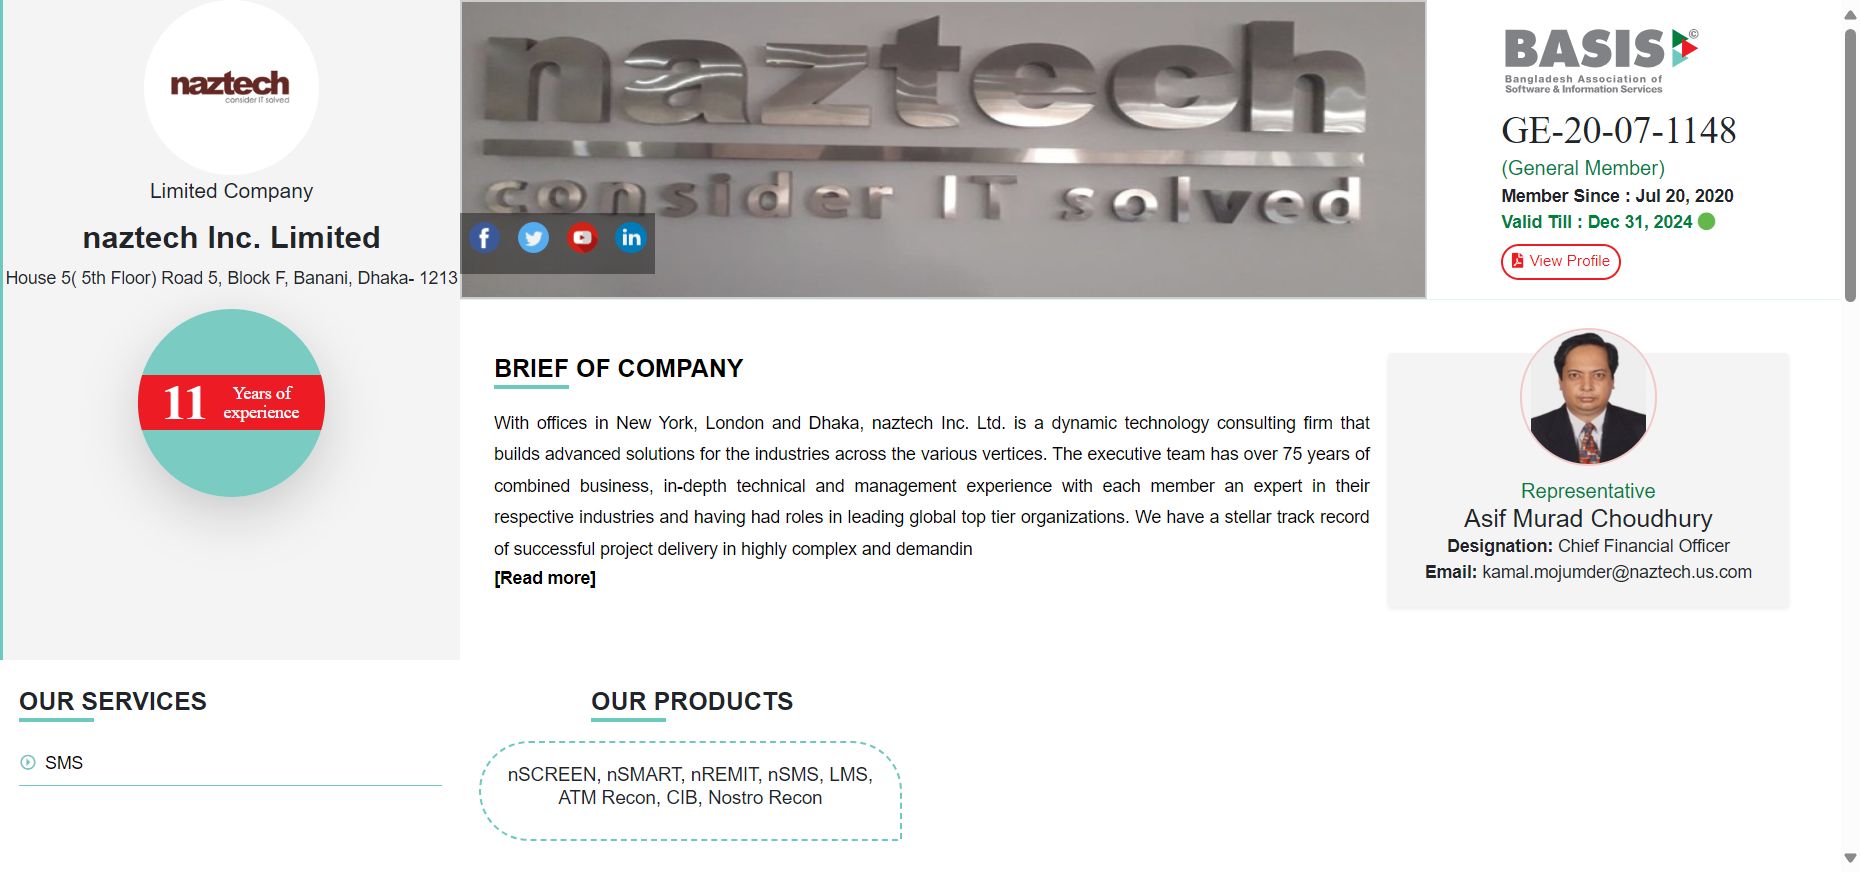 naztech
consider IT solved
Limited Company
naztech Inc. Limited
House 5( 5th Floor) Road 5, Block F, Banani, Dhaka- 1213
11 Years of
experience
naztech
consider IT solved
BASIS©
Bangladesh Association of
Software & Information Services
GE-20-07-1148
(General Member)
Member Since : Jul 20, 2020
Valid Till : Dec 31, 2024
View Profile
BRIEF OF COMPANY
With offices in New York, London and Dhaka, naztech Inc. Ltd. is a dynamic technology consulting firm that
builds advanced solutions for the industries across the various vertices. The executive team has over 75 years of
combined business, in-depth technical and management experience with each member an expert in their
respective industries and having had roles in leading global top tier organizations. We have a stellar track record
of successful project delivery in highly complex and demandin
[Read more]
Representative
Asif Murad Choudhury
Designation: Chief Financial Officer
Email: kamal.mojumder@naztech.us.com
OUR SERVICES
SMS
OUR PRODUCTS
nSCREEN, nSMART, nREMIT, nSMS, LMS,
ATM Recon, CIB, Nostro Recon